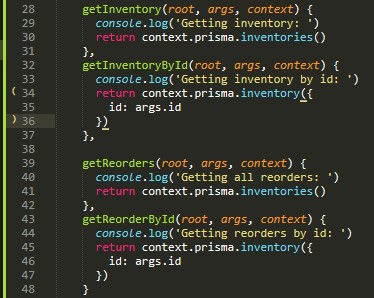 28 getInventory(root, args, context) {
29 console.log('Getting inventory: ')
30 return context.prisma.inventories()
31 },
32 getInventoryById(root, args, context) {
33 console.log('Getting inventory by id: ')
34 return context.prisma.inventory({
35 id: args.id
36 })
37 },
38
39 getReorders(root, args, context) {
40 console.log('Getting all reorders: ')
41 return context.prisma.inventories()
42 },
43 getReorderById(root, args, context) {
44 console.log('Getting reorders by id: ')
45 return context.prisma.inventory({
46 id: args.id
47 })
48 }